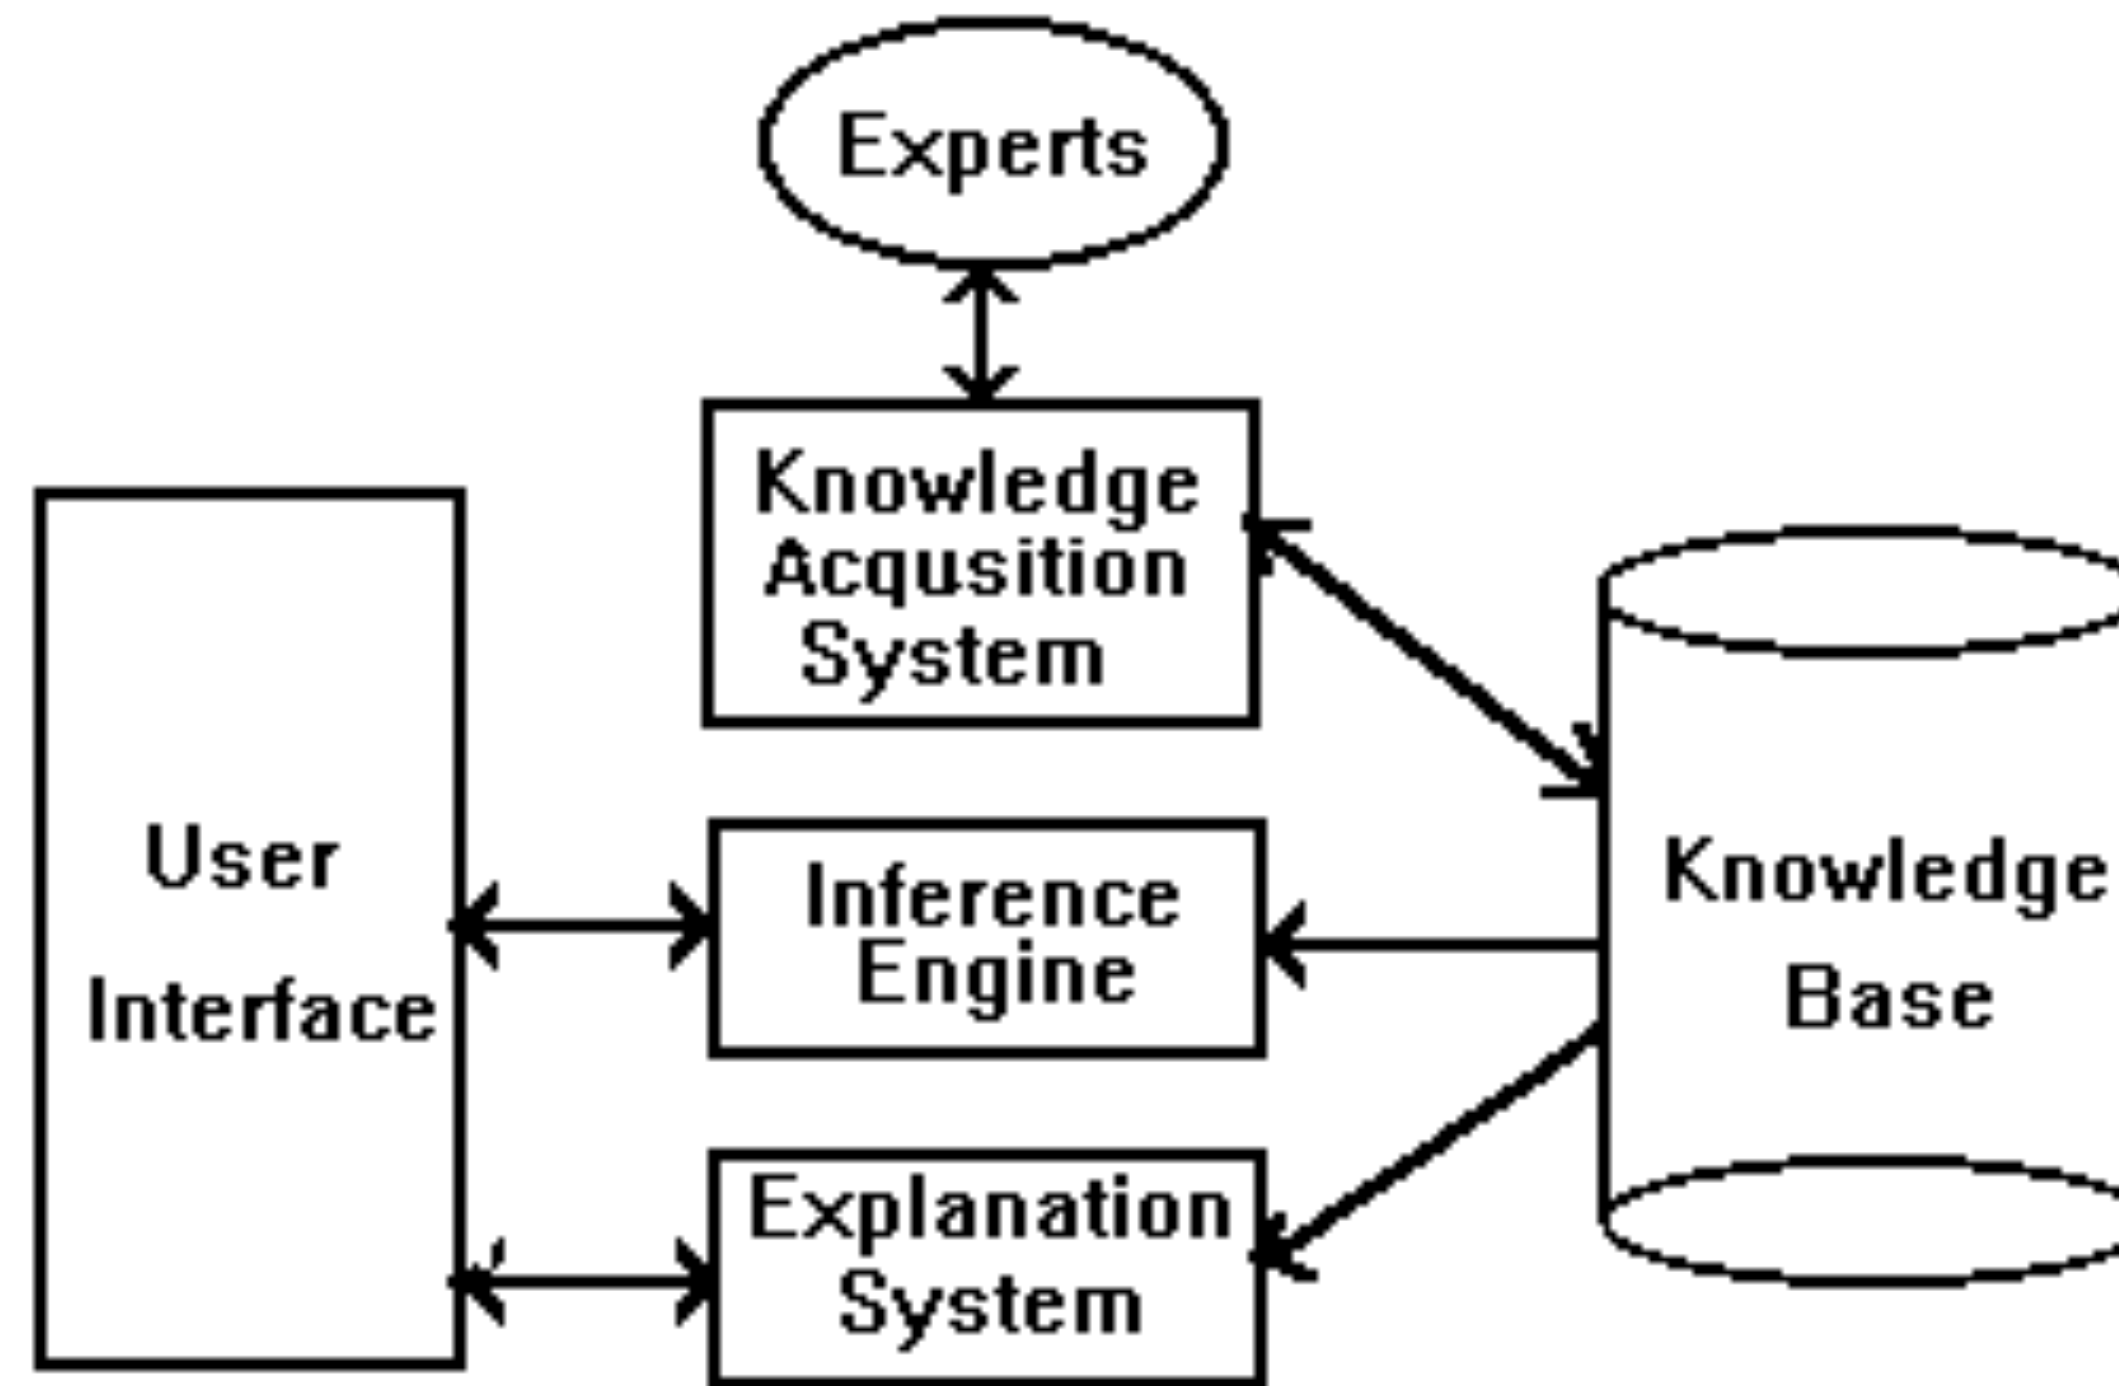 Experts
Knowledge
Acqusition
System
User
Interface
Inference
Engine
Knowledge
Base
Explanation
System